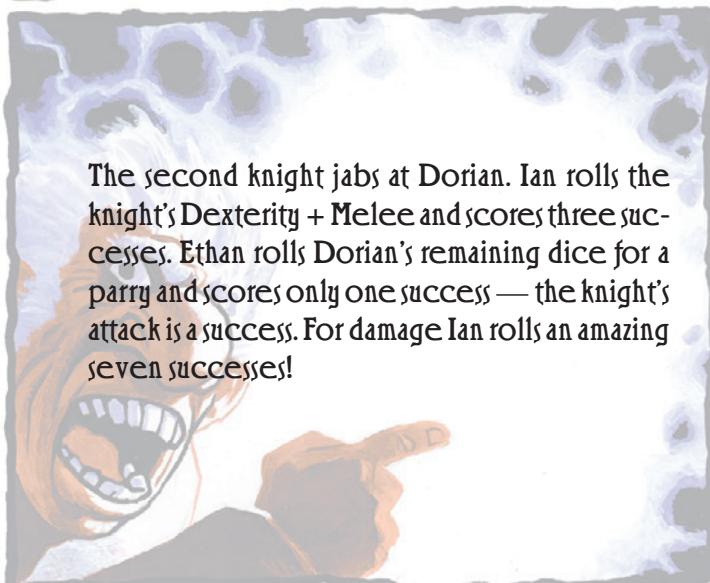 The second knight jabs at Dorian. Ian rolls the
knight's Dexterity + Melee and scores three suc-
cesses. Ethan rolls Dorian's remaining dice for a
parry and scores only one success — the knight's
attack is a success. For damage Ian rolls an amazing
seven successes!